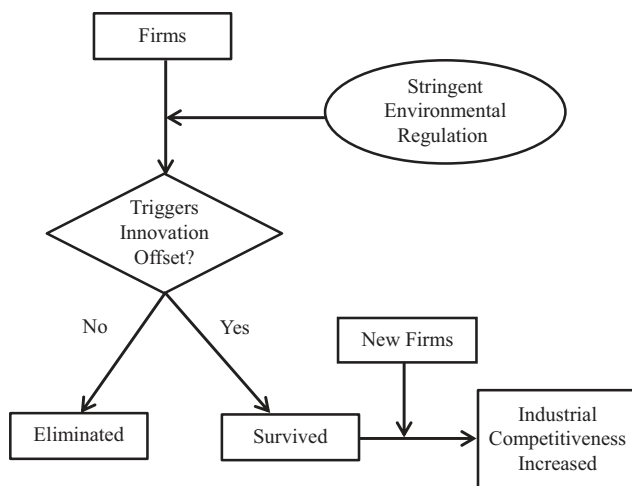 Firms
Stringent
Environmental
Regulation
Triggers
Innovation
Offset?
No
Yes
New Firms
Eliminated
Survived
Industrial
Competitiveness
Increased